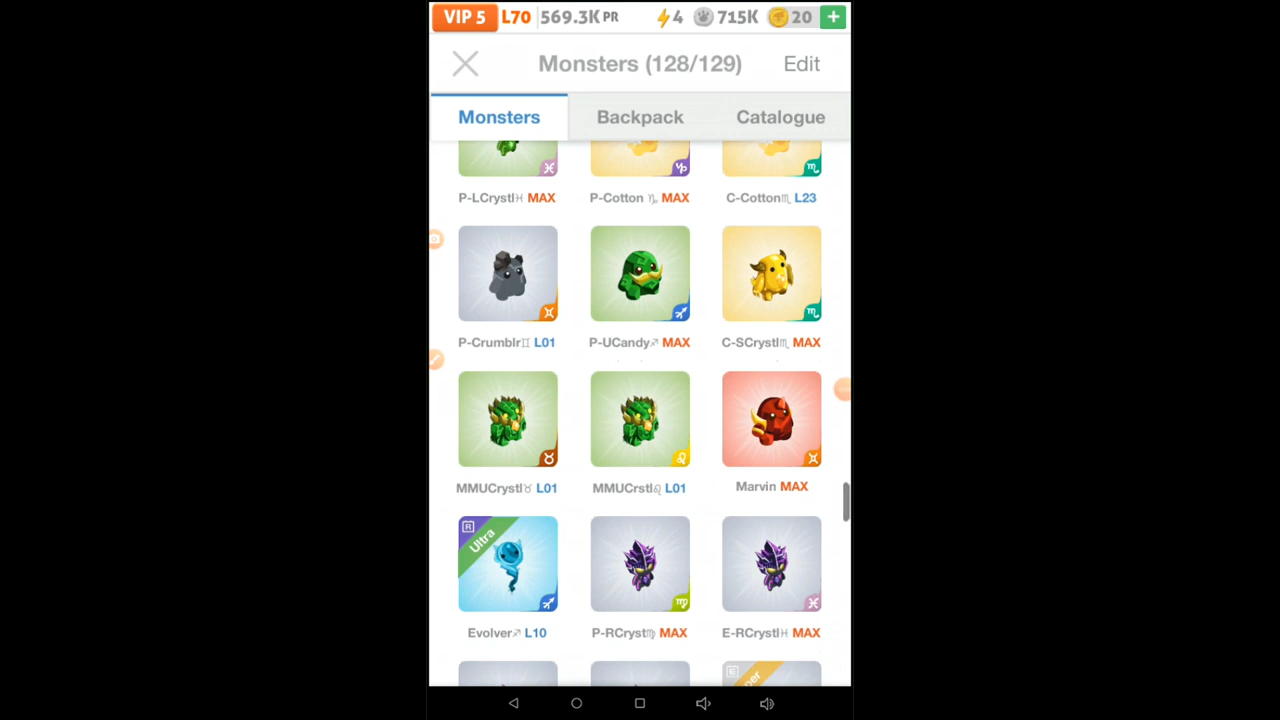 VIP 5 L70 569.3K PR 4 715K 20 +
Monsters (128/129) Edit
Monsters Backpack Catalogue
P-LCrystl♓ MAX P-Cotton ♑ MAX C-Cotton♏ L23
P-Crumblr♊ L01 P-UCandy♐ MAX C-SCrystl♏ MAX
MMUCrystl♉ L01 MMUCrstl♌ L01 Marvin MAX
R Ultra
Evolver♐ L10 P-RCryst♍ MAX E-RCrystl♓ MAX
E